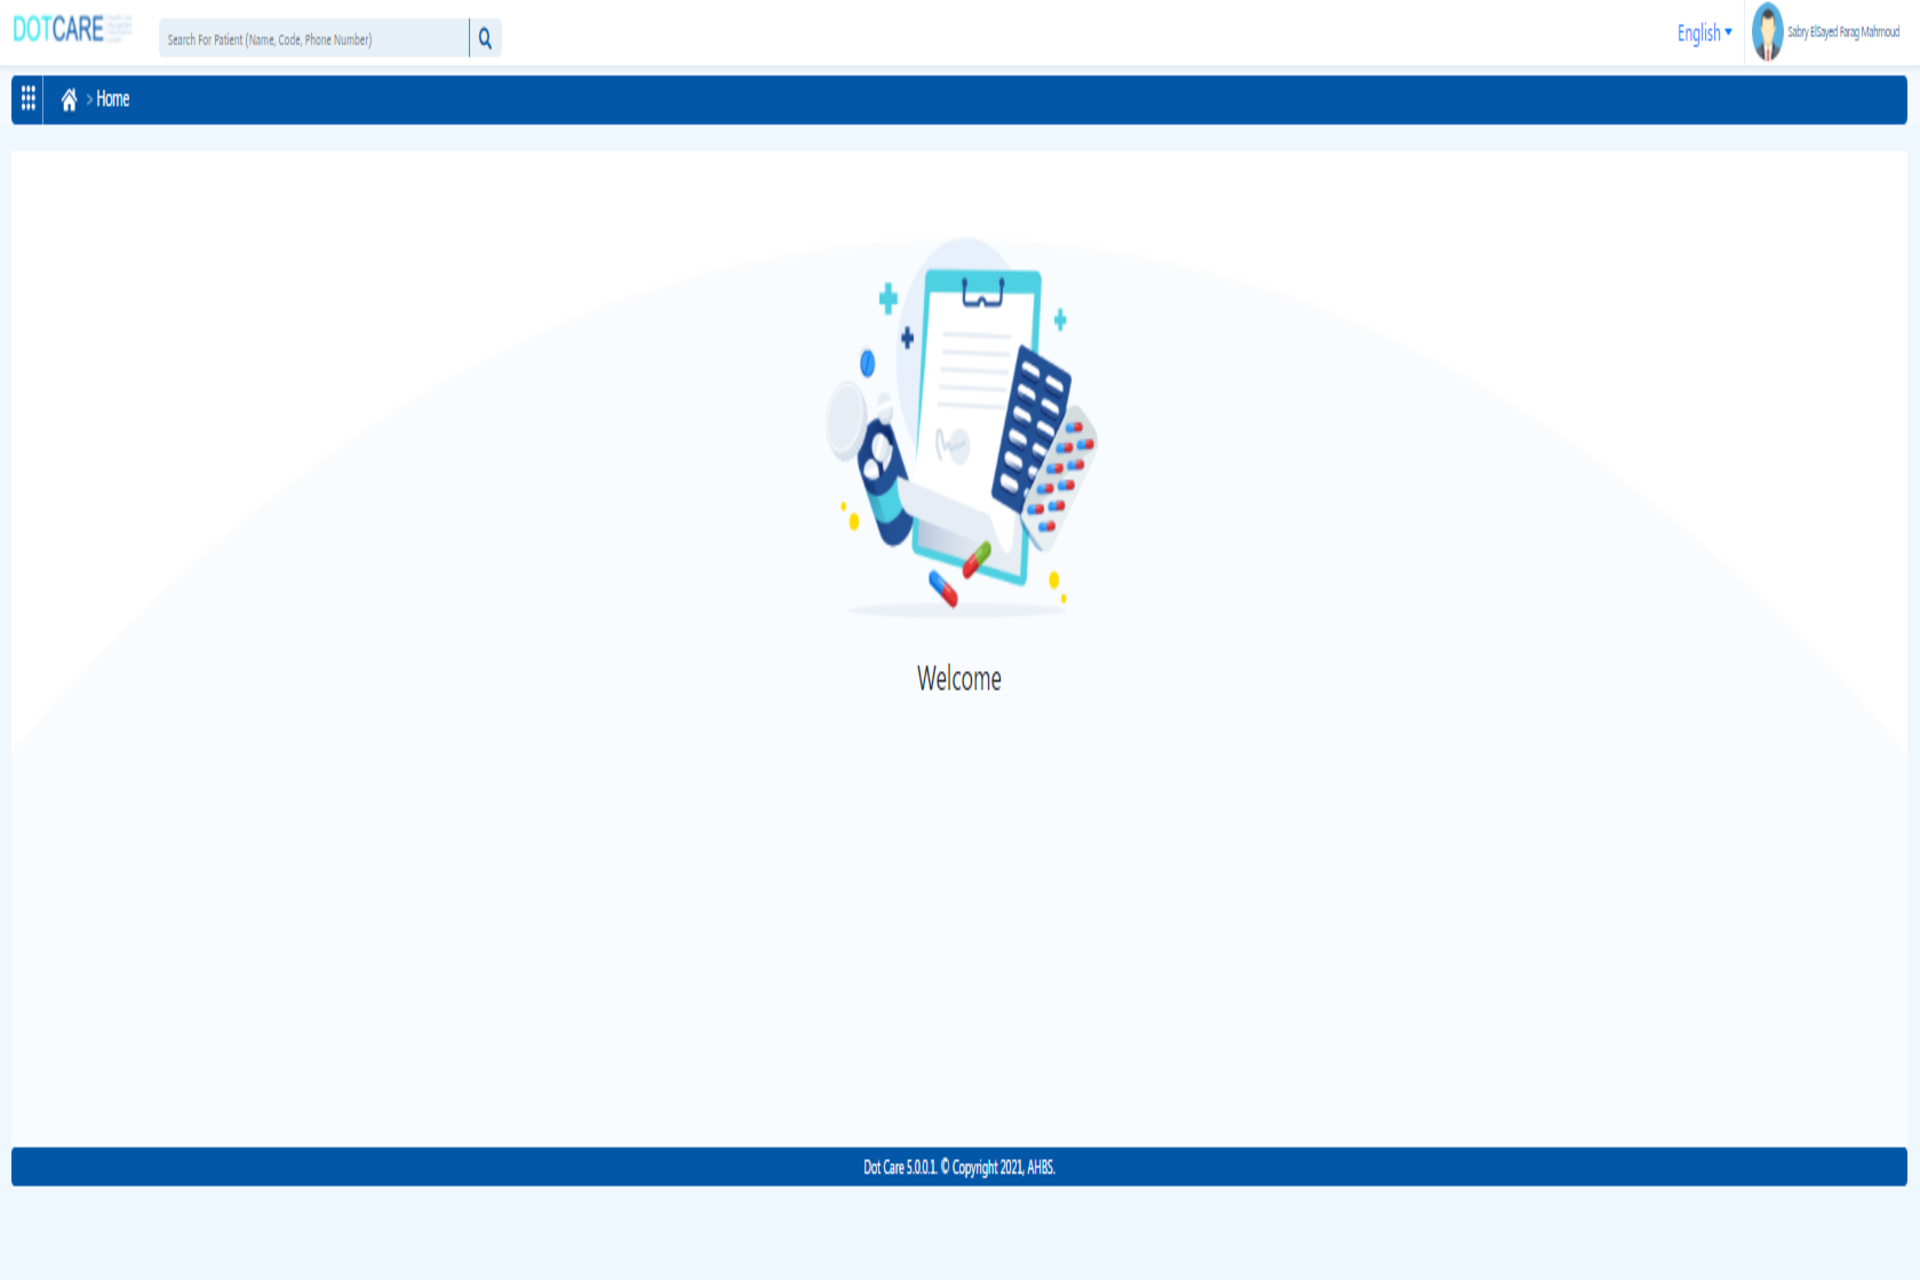 DOTCARE
Search For Patient (Name, Code, Phone Number)
English
Sabry ElSayed Farag Mahmoud
> Home
Welcome
Dot Care 5.0.0.1. © Copyright 2021, AHBS.